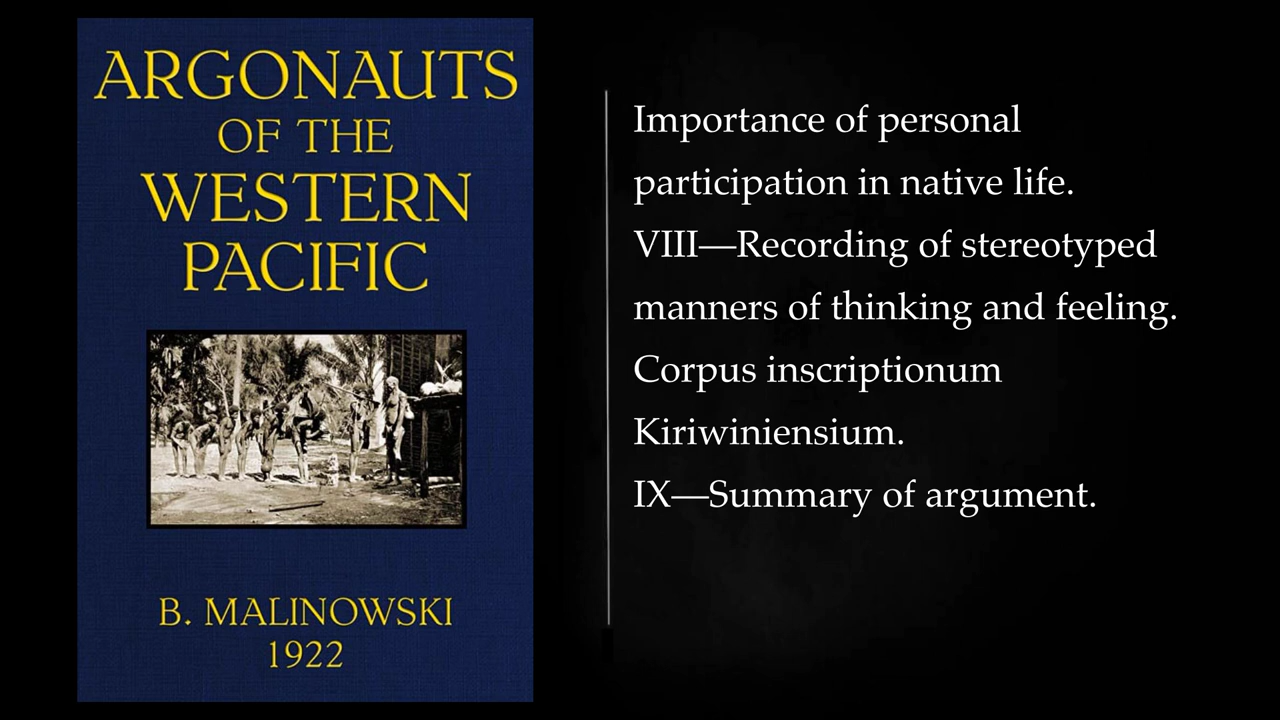 ARGONAUTS
OF THE
WESTERN
PACIFIC
B. MALINOWSKI
1922
Importance of personal
participation in native life.
VIII—Recording of stereotyped
manners of thinking and feeling.
Corpus inscriptionum
Kiriwiniensium.
IX—Summary of argument.